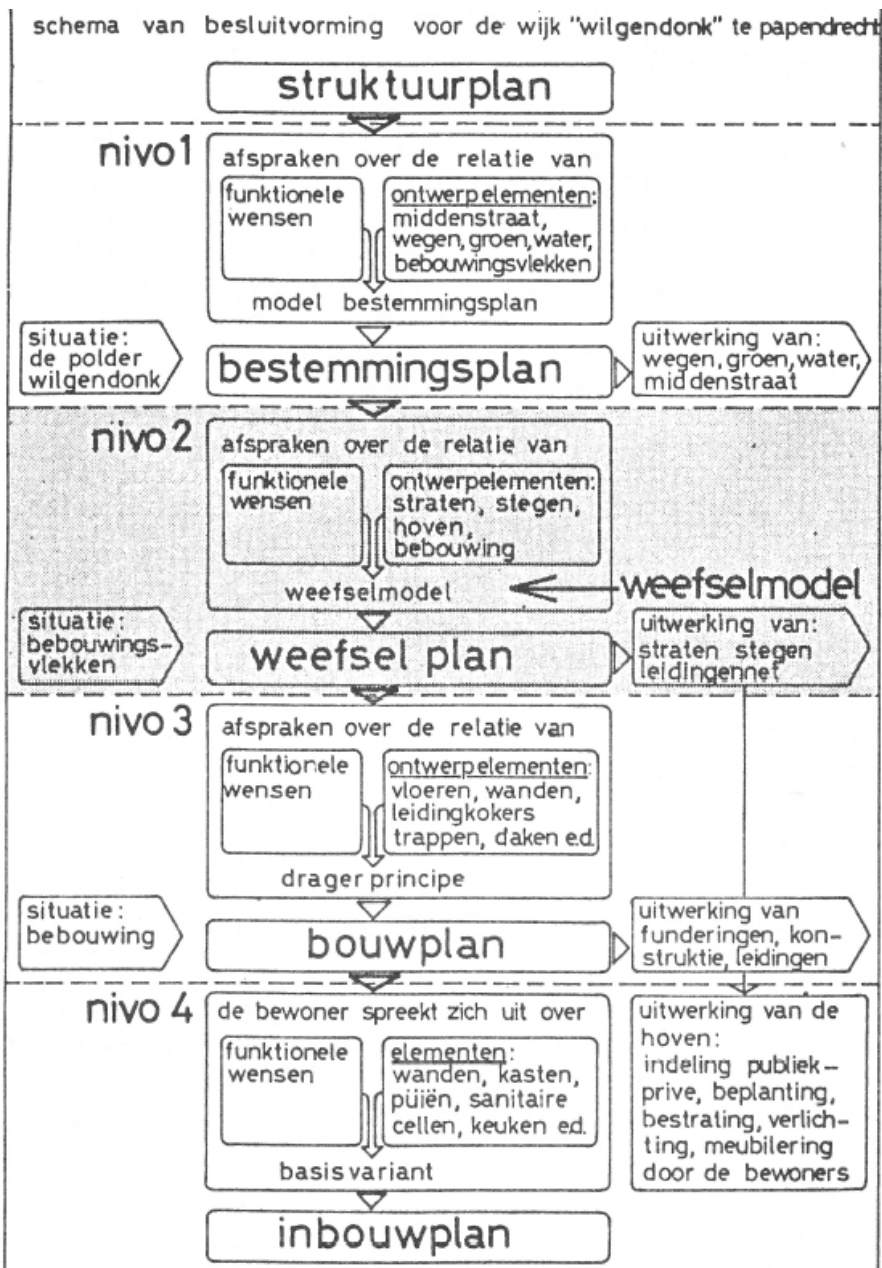 schema van besluitvorming voor de wijk "wilgendonk" te papendrecht
struktuurplan
nivo1
afspraken over de relatie van
funktionele
wensen
ontwerpelementen:
middenstraat,
wegen, groen, water,
bebouwingsvlekken
model bestemmingsplan
situatie:
de polder
wilgendonk
bestemmingsplan
uitwerking van:
wegen, groen, water,
middenstraat
nivo 2
afspraken over de relatie van
funktionele
wensen
ontwerpelementen:
straten, stegen,
hoven,
bebouwing
weefselmodel
weefselmodel
situatie:
bebouwings-
vlekken
weefsel plan
uitwerking van:
straten stegen
leidingennet
nivo 3
afspraken over de relatie van
funktionele
wensen
ontwerpelementen:
vloeren, wanden,
leidingkokers
trappen, daken e.d.
drager principe
situatie:
bebouwing
bouwplan
uitwerking van
funderingen, kon-
struktie, leidingen
nivo 4
de bewoner spreekt zich uit over
funktionele
wensen
elementen:
wanden, kasten,
püiën, sanitaire
cellen, keuken e.d.
basis variant
inbouwplan
uitwerking van de
hoven:
indeling publiek-
prive, beplanting,
bestrating, verlich-
ting, meubilering
door de bewoners